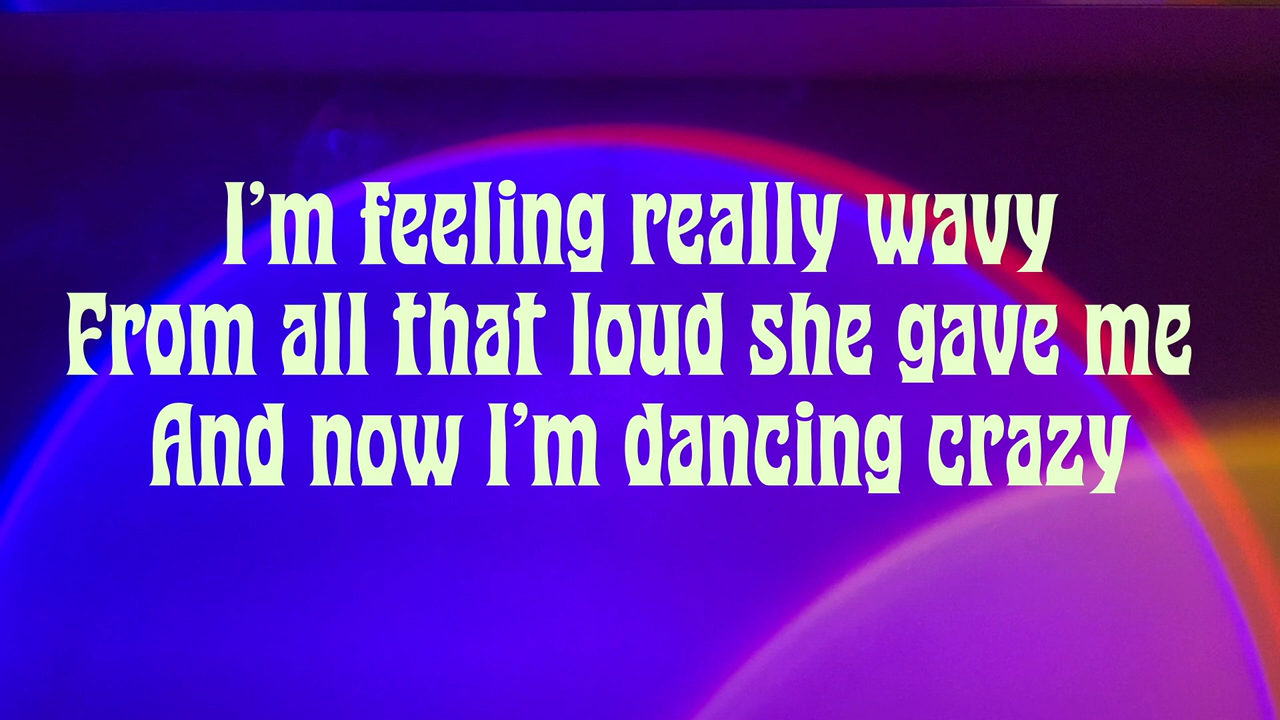 I'm feeling really wavy
From all that loud she gave me
And now I'm dancing crazy